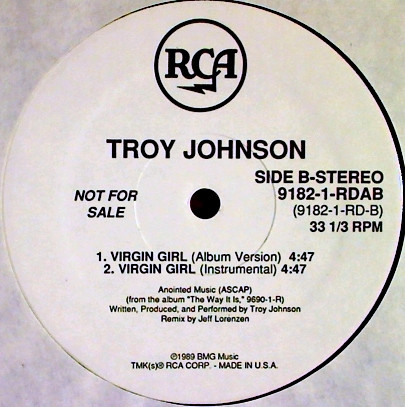 RCA
TROY JOHNSON
SIDE B-STEREO
9182-1-RDAB
(9182-1-RD-B)
33 1/3 RPM
NOT FOR
SALE
1. VIRGIN GIRL (Album Version) 4:47
2. VIRGIN GIRL (Instrumental) 4:47
Anointed Music (ASCAP)
(from the album "The Way It Is," 9690-1-R)
Written, Produced, and Performed by Troy Johnson
Remix by Jeff Lorenzen
℗1989 BMG Music
TMK(s)® RCA CORP. - MADE IN U.S.A.